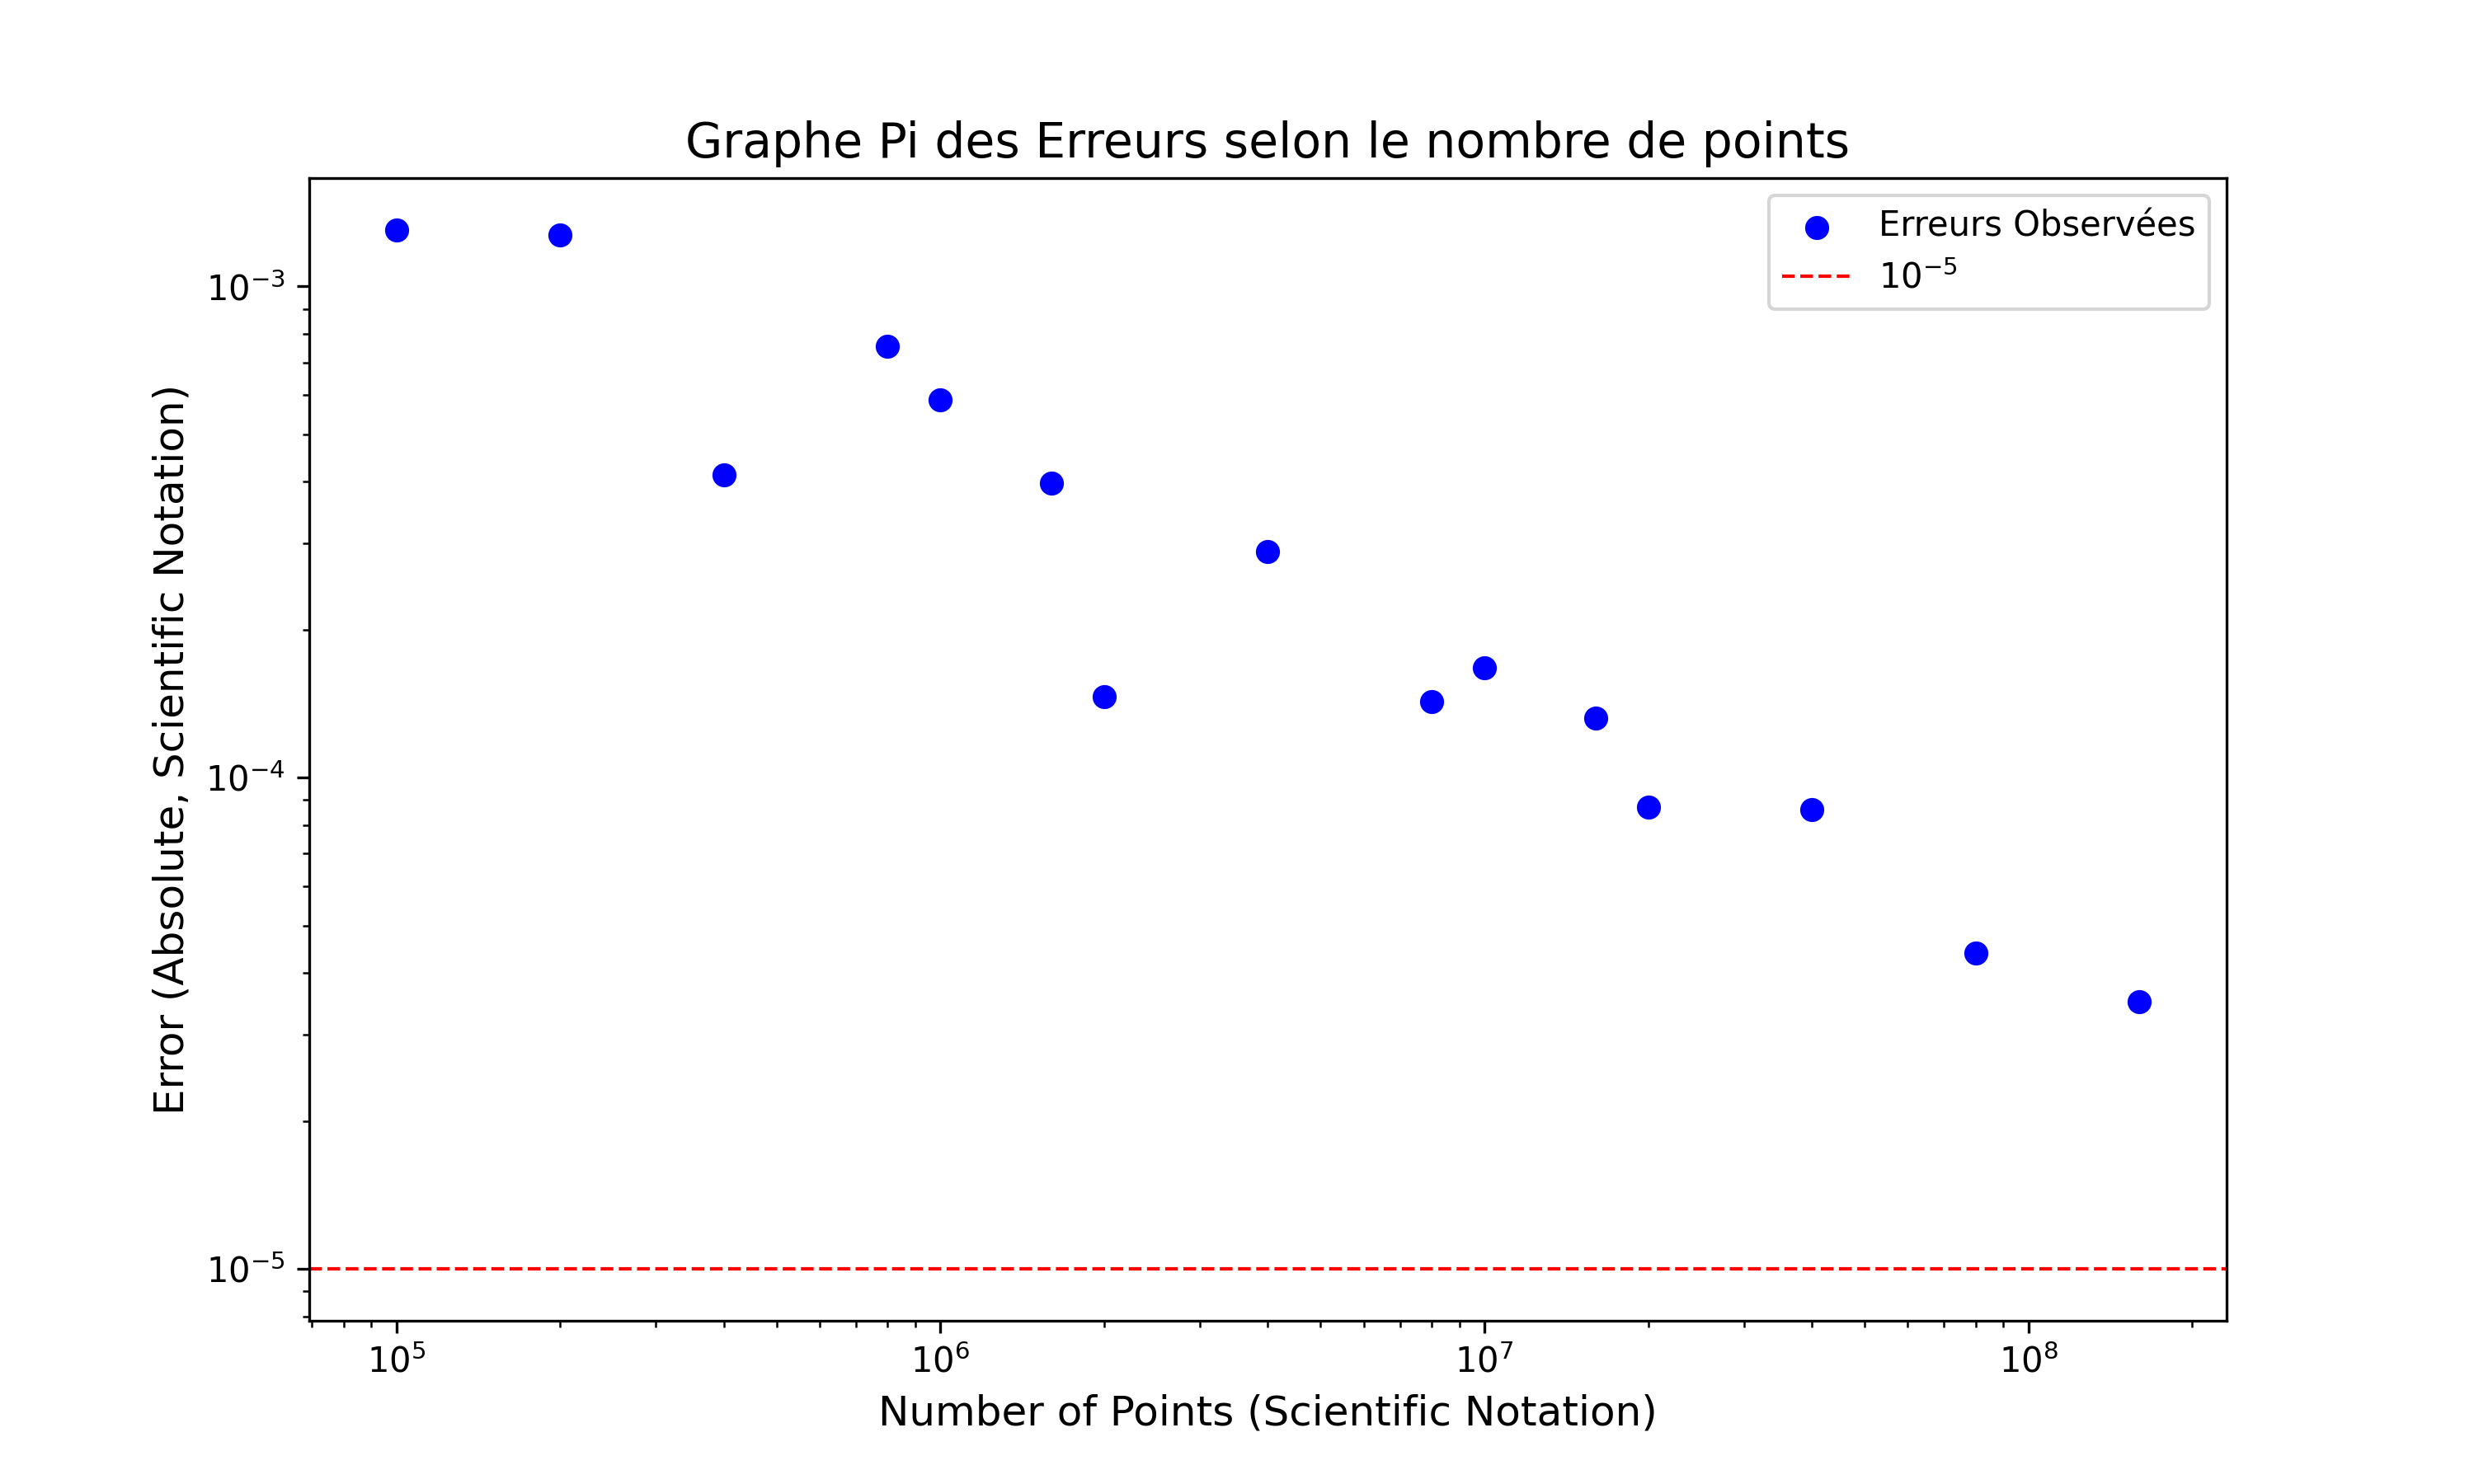 Graphe Pi des Erreurs selon le nombre de points
Erreurs Observées
10⁻⁵
Error (Absolute, Scientific Notation)
10⁻³
10⁻⁴
10⁻⁵
10⁵ 10⁶ 10⁷ 10⁸
Number of Points (Scientific Notation)